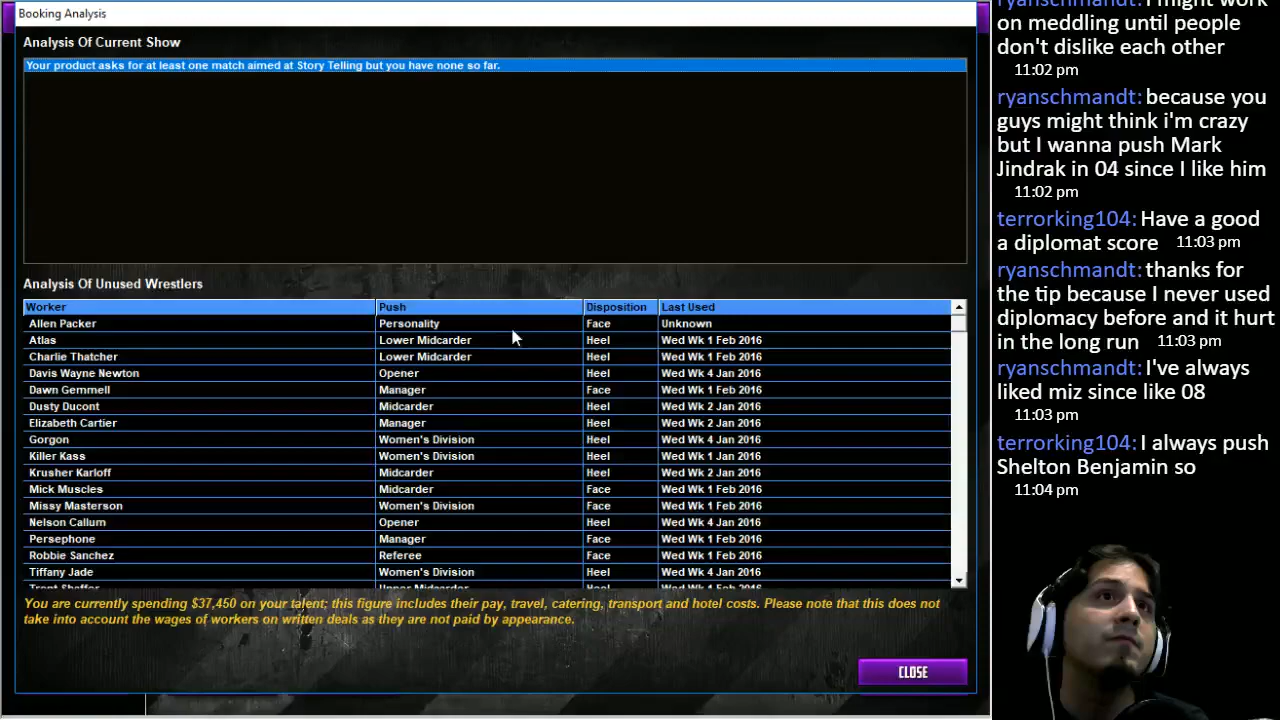 Booking Analysis
Analysis Of Current Show
Your product asks for at least one match aimed at Story Telling but you have none so far.
Analysis Of Unused Wrestlers
Worker Push Disposition Last Used
Allen Packer Personality Face Unknown
Atlas Lower Midcarder Heel Wed Wk 1 Feb 2016
Charlie Thatcher Lower Midcarder Heel Wed Wk 1 Feb 2016
Davis Wayne Newton Opener Heel Wed Wk 4 Jan 2016
Dawn Gemmell Manager Face Wed Wk 1 Feb 2016
Dusty Ducont Midcarder Heel Wed Wk 2 Jan 2016
Elizabeth Cartier Manager Heel Wed Wk 2 Jan 2016
Gorgon Women's Division Heel Wed Wk 4 Jan 2016
Killer Kass Women's Division Heel Wed Wk 1 Jan 2016
Krusher Karloff Midcarder Heel Wed Wk 2 Jan 2016
Mick Muscles Midcarder Face Wed Wk 1 Feb 2016
Missy Masterson Women's Division Face Wed Wk 1 Feb 2016
Nelson Callum Opener Heel Wed Wk 4 Jan 2016
Persephone Manager Face Wed Wk 1 Feb 2016
Robbie Sanchez Referee Face Wed Wk 1 Feb 2016
Tiffany Jade Women's Division Heel Wed Wk 4 Jan 2016
You are currently spending $37,450 on your talent; this figure includes their pay, travel, catering, transport and hotel costs. Please note that this does not
take into account the wages of workers on written deals as they are not paid by appearance.
CLOSE
ryanschmandt: I might work
on meddling until people
don't dislike each other
11:02 pm
ryanschmandt: because you
guys might think i'm crazy
but I wanna push Mark
Jindrak in 04 since I like him
11:02 pm
terrorking104: Have a good
a diplomat score 11:03 pm
ryanschmandt: thanks for
the tip because I never used
diplomacy before and it hurt
in the long run 11:03 pm
ryanschmandt: I've always
liked miz since like 08
11:03 pm
terrorking104: I always push
Shelton Benjamin so
11:04 pm